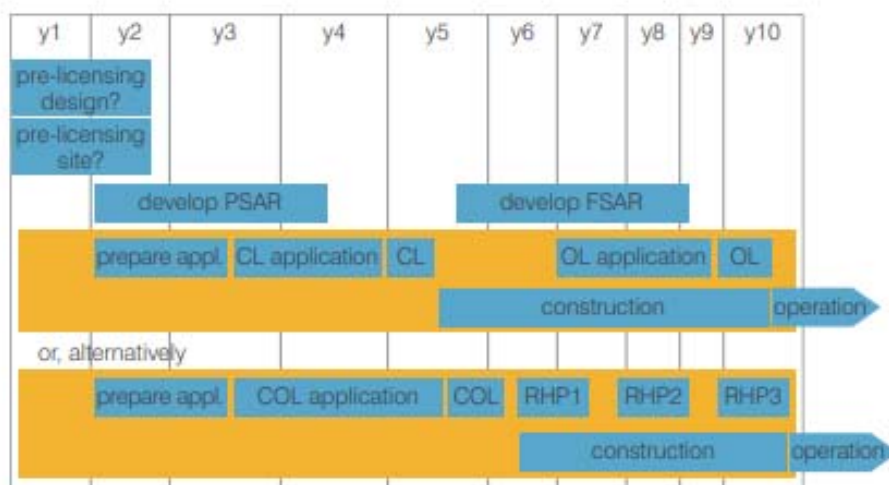 y1 y2 y3 y4 y5 y6 y7 y8 y9 y10
pre-licensing
design?
pre-licensing
site?
develop PSAR develop FSAR
prepare appl. CL application CL OL application OL
construction operation
or, alternatively
prepare appl. COL application COL RHP1 RHP2 RHP3
construction operation